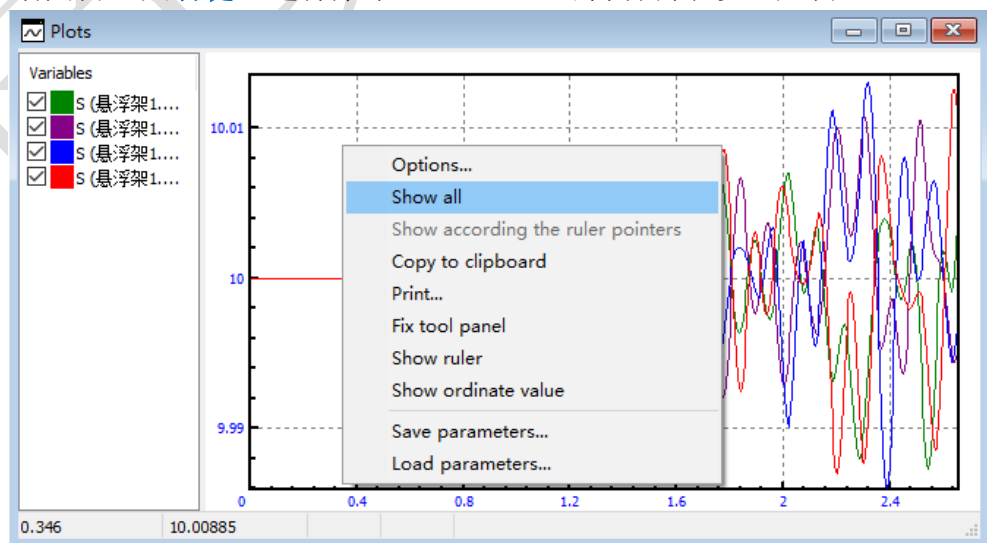 Plots
Variables
S (悬浮架1....
S (悬浮架1....
S (悬浮架1....
S (悬浮架1....
10.01
10
9.99
Options...
Show all
Show according the ruler pointers
Copy to clipboard
Print...
Fix tool panel
Show ruler
Show ordinate value
Save parameters...
Load parameters...
0 0.4 0.8 1.2 1.6 2 2.4
0.346 10.00885